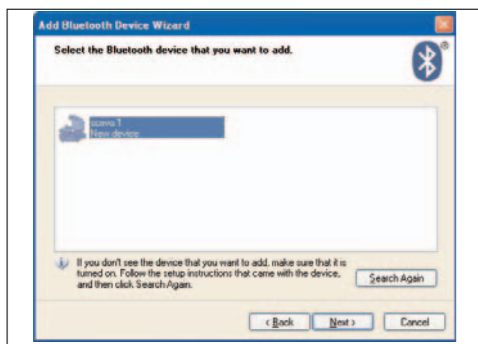 Add Bluetooth Device Wizard
Select the Bluetooth device that you want to add.
®
1
New device
If you don't see the device that you want to add, make sure that it is
turned on. Follow the setup instructions that came with the device,
and then click Search Again.
Search Again
< Back Next > Cancel